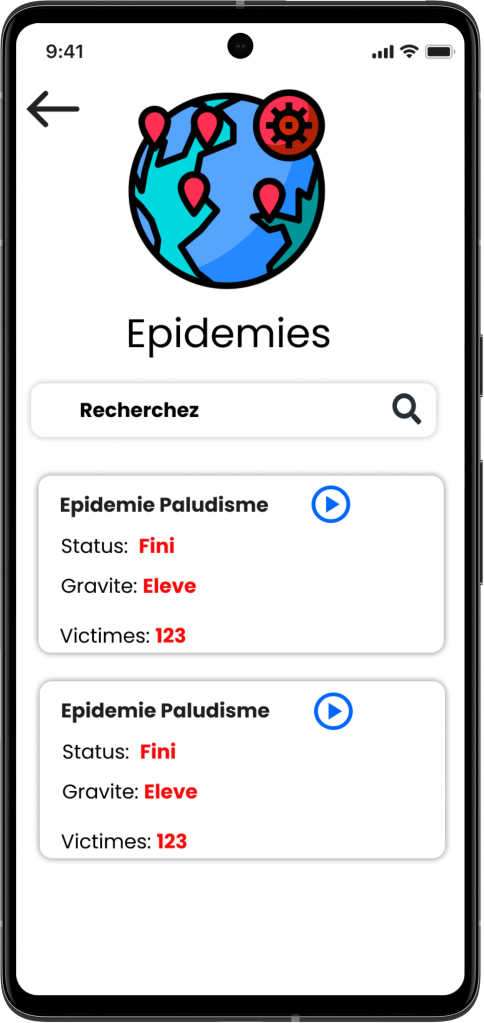 9:41
Epidemies
Recherchez
Epidemie Paludisme
Status: Fini
Gravite: Eleve
Victimes: 123
Epidemie Paludisme
Status: Fini
Gravite: Eleve
Victimes: 123